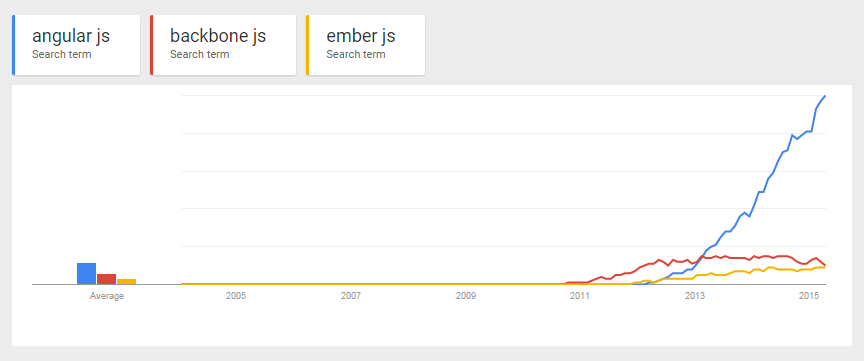 angular js
Search term
backbone js
Search term
ember js
Search term
Average
2005
2007
2009
2011
2013
2015